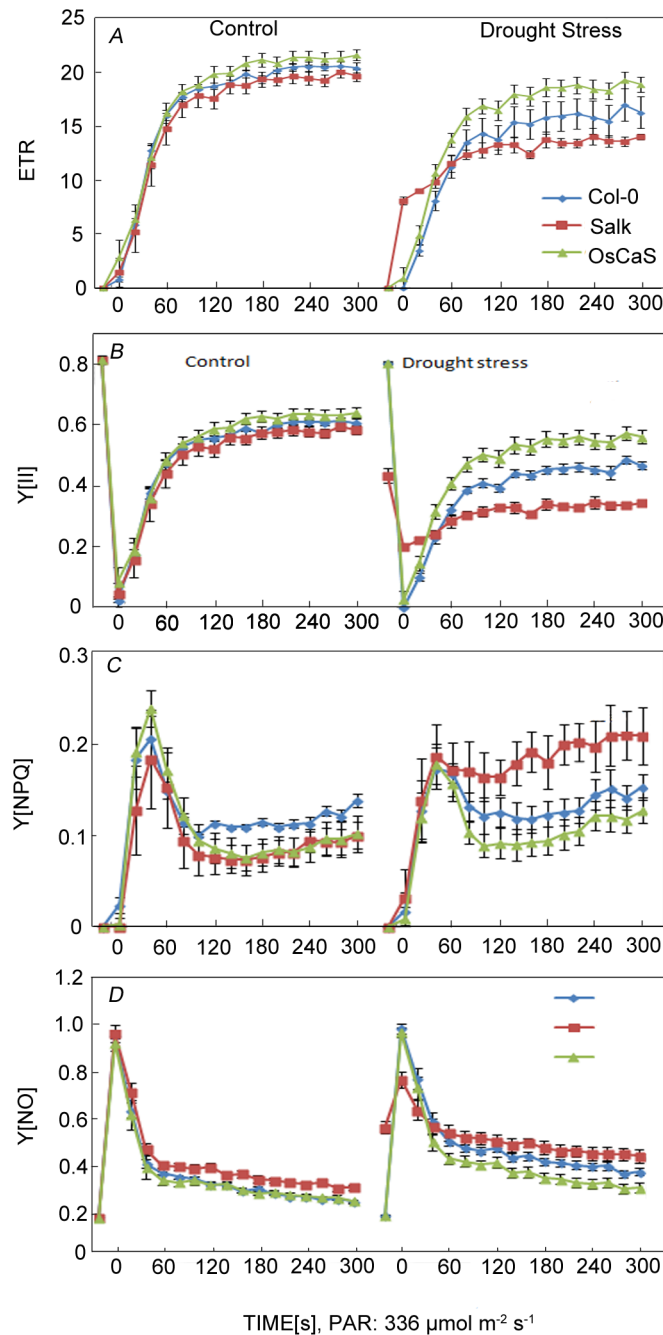 A Control Drought Stress
ETR
25
20
15
10
5
0
Col-0
Salk
OsCaS
0 60 120 180 240 300 0 60 120 180 240 300
B Control Drought stress
Y[II]
0.8
0.6
0.4
0.2
0
0 60 120 180 240 300 0 60 120 180 240 300
C
Y[NPQ]
0.3
0.2
0.1
0
0 60 120 180 240 300 0 60 120 180 240 300
D
Y[NO]
1.2
1.0
0.8
0.6
0.4
0.2
0
0 60 120 180 240 300 0 60 120 180 240 300
TIME[s], PAR: 336 µmol m⁻² s⁻¹